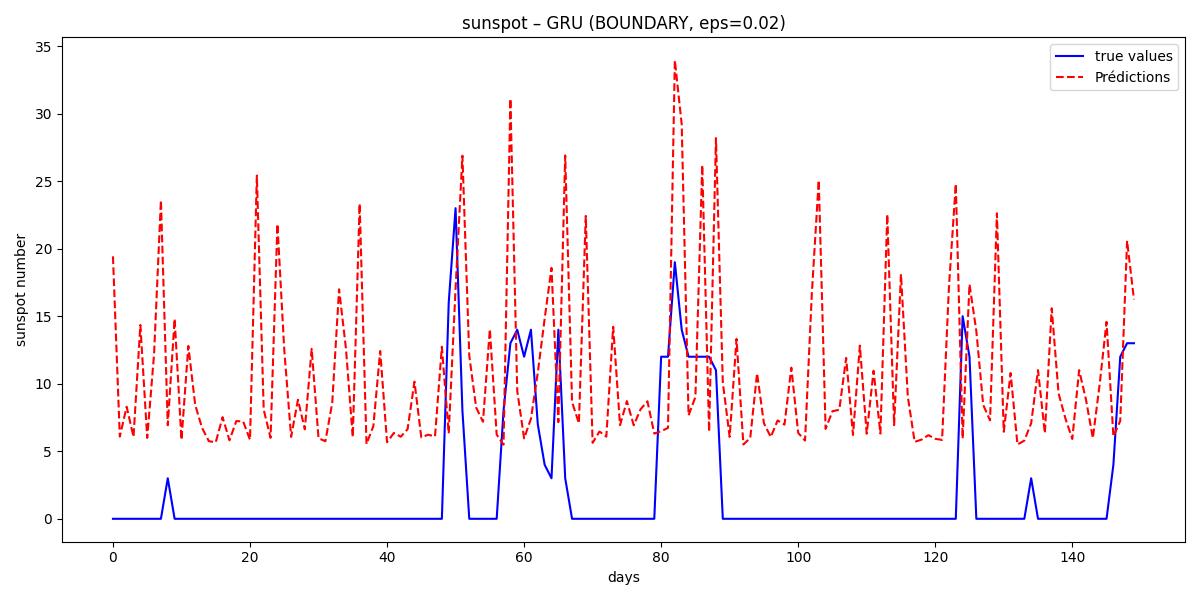 sunspot – GRU (BOUNDARY, eps=0.02)
true values
Prédictions
sunspot number
35
30
25
20
15
10
5
0
0 20 40 60 80 100 120 140
days